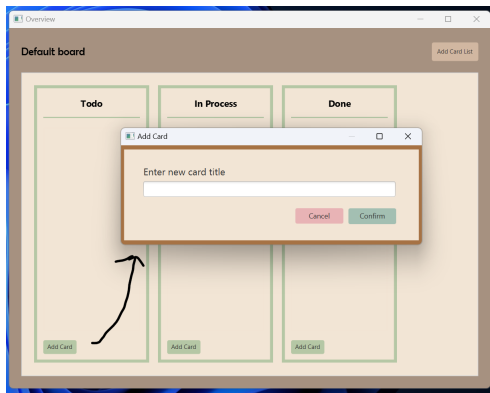 Overview
Default board
Add Card List
Todo
In Process
Done
Add Card
Enter new card title
Cancel
Confirm
Add Card
Add Card
Add Card